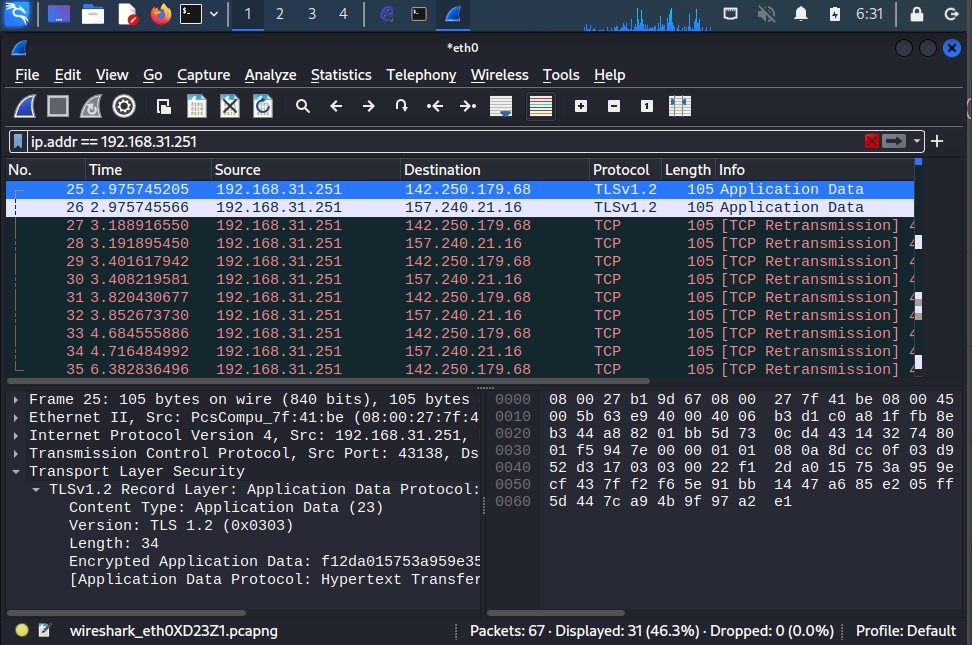 1 2 3 4 6:31
*eth0
File Edit View Go Capture Analyze Statistics Telephony Wireless Tools Help
ip.addr == 192.168.31.251
No. Time Source Destination Protocol Length Info
25 2.975745205 192.168.31.251 142.250.179.68 TLSv1.2 105 Application Data
26 2.975745566 192.168.31.251 157.240.21.16 TLSv1.2 105 Application Data
27 3.188916550 192.168.31.251 142.250.179.68 TCP 105 [TCP Retransmission] 4
28 3.191895450 192.168.31.251 157.240.21.16 TCP 105 [TCP Retransmission] 4
29 3.401617942 192.168.31.251 142.250.179.68 TCP 105 [TCP Retransmission] 4
30 3.408219581 192.168.31.251 157.240.21.16 TCP 105 [TCP Retransmission] 4
31 3.820430677 192.168.31.251 142.250.179.68 TCP 105 [TCP Retransmission] 4
32 3.852673730 192.168.31.251 157.240.21.16 TCP 105 [TCP Retransmission] 4
33 4.684555886 192.168.31.251 142.250.179.68 TCP 105 [TCP Retransmission] 4
34 4.716484992 192.168.31.251 157.240.21.16 TCP 105 [TCP Retransmission] 4
35 6.382836496 192.168.31.251 142.250.179.68 TCP 105 [TCP Retransmission] 4
Frame 25: 105 bytes on wire (840 bits), 105 bytes
Ethernet II, Src: PcsCompu_7f:41:be (08:00:27:7f:4
Internet Protocol Version 4, Src: 192.168.31.251,
Transmission Control Protocol, Src Port: 43138, Ds
Transport Layer Security
TLSv1.2 Record Layer: Application Data Protocol:
Content Type: Application Data (23)
Version: TLS 1.2 (0x0303)
Length: 34
Encrypted Application Data: f12da015753a959e35
[Application Data Protocol: Hypertext Transfer
0000 08 00 27 b1 9d 67 08 00 27 7f 41 be 08 00 45
0010 00 5b 63 e9 40 00 40 06 b3 d1 c0 a8 1f fb 8e
0020 b3 44 a8 82 01 bb 5d 73 0c d4 43 14 32 74 80
0030 01 f5 94 7e 00 00 01 01 08 0a 8d cc 0f 03 d9
0040 52 d3 17 03 03 00 22 f1 2d a0 15 75 3a 95 9e
0050 cf 43 7f f2 f6 5e 91 bb 14 47 a6 85 e2 05 ff
0060 5d 44 7c a9 4b 9f 97 a2 e1
wireshark_eth0XD23Z1.pcapng Packets: 67 · Displayed: 31 (46.3%) · Dropped: 0 (0.0%) Profile: Default